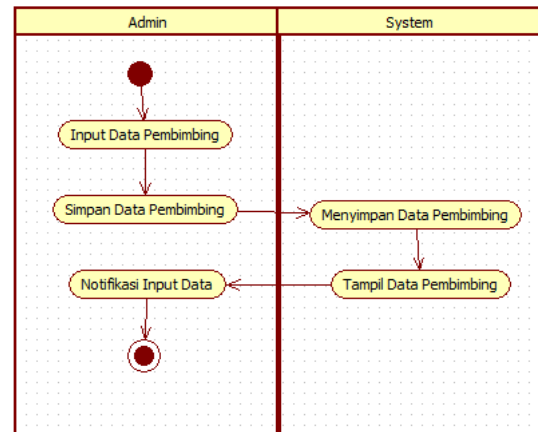 Admin
System
Input Data Pembimbing
Simpan Data Pembimbing
Menyimpan Data Pembimbing
Notifikasi Input Data
Tampil Data Pembimbing